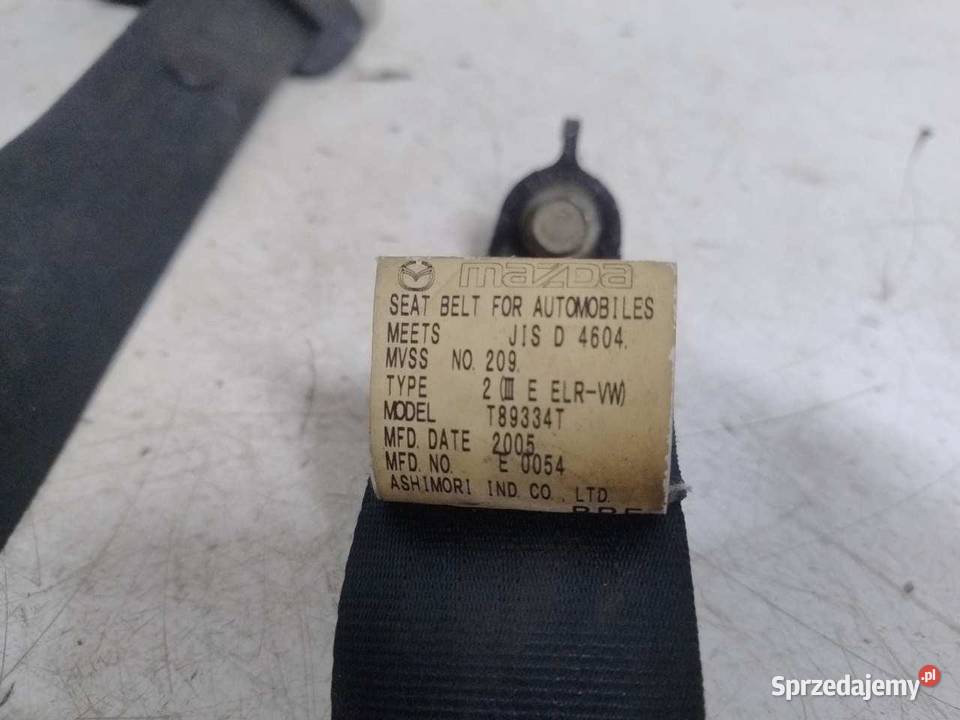 mazda
SEAT BELT FOR AUTOMOBILES
MEETS JIS D 4604.
MVSS NO. 209.
TYPE 2 (Ⅲ E ELR-VW)
MODEL T89334T
MFD. DATE 2005
MFD. NO. E 0054
ASHIMORI IND. CO., LTD.
Sprzedajemy.pl